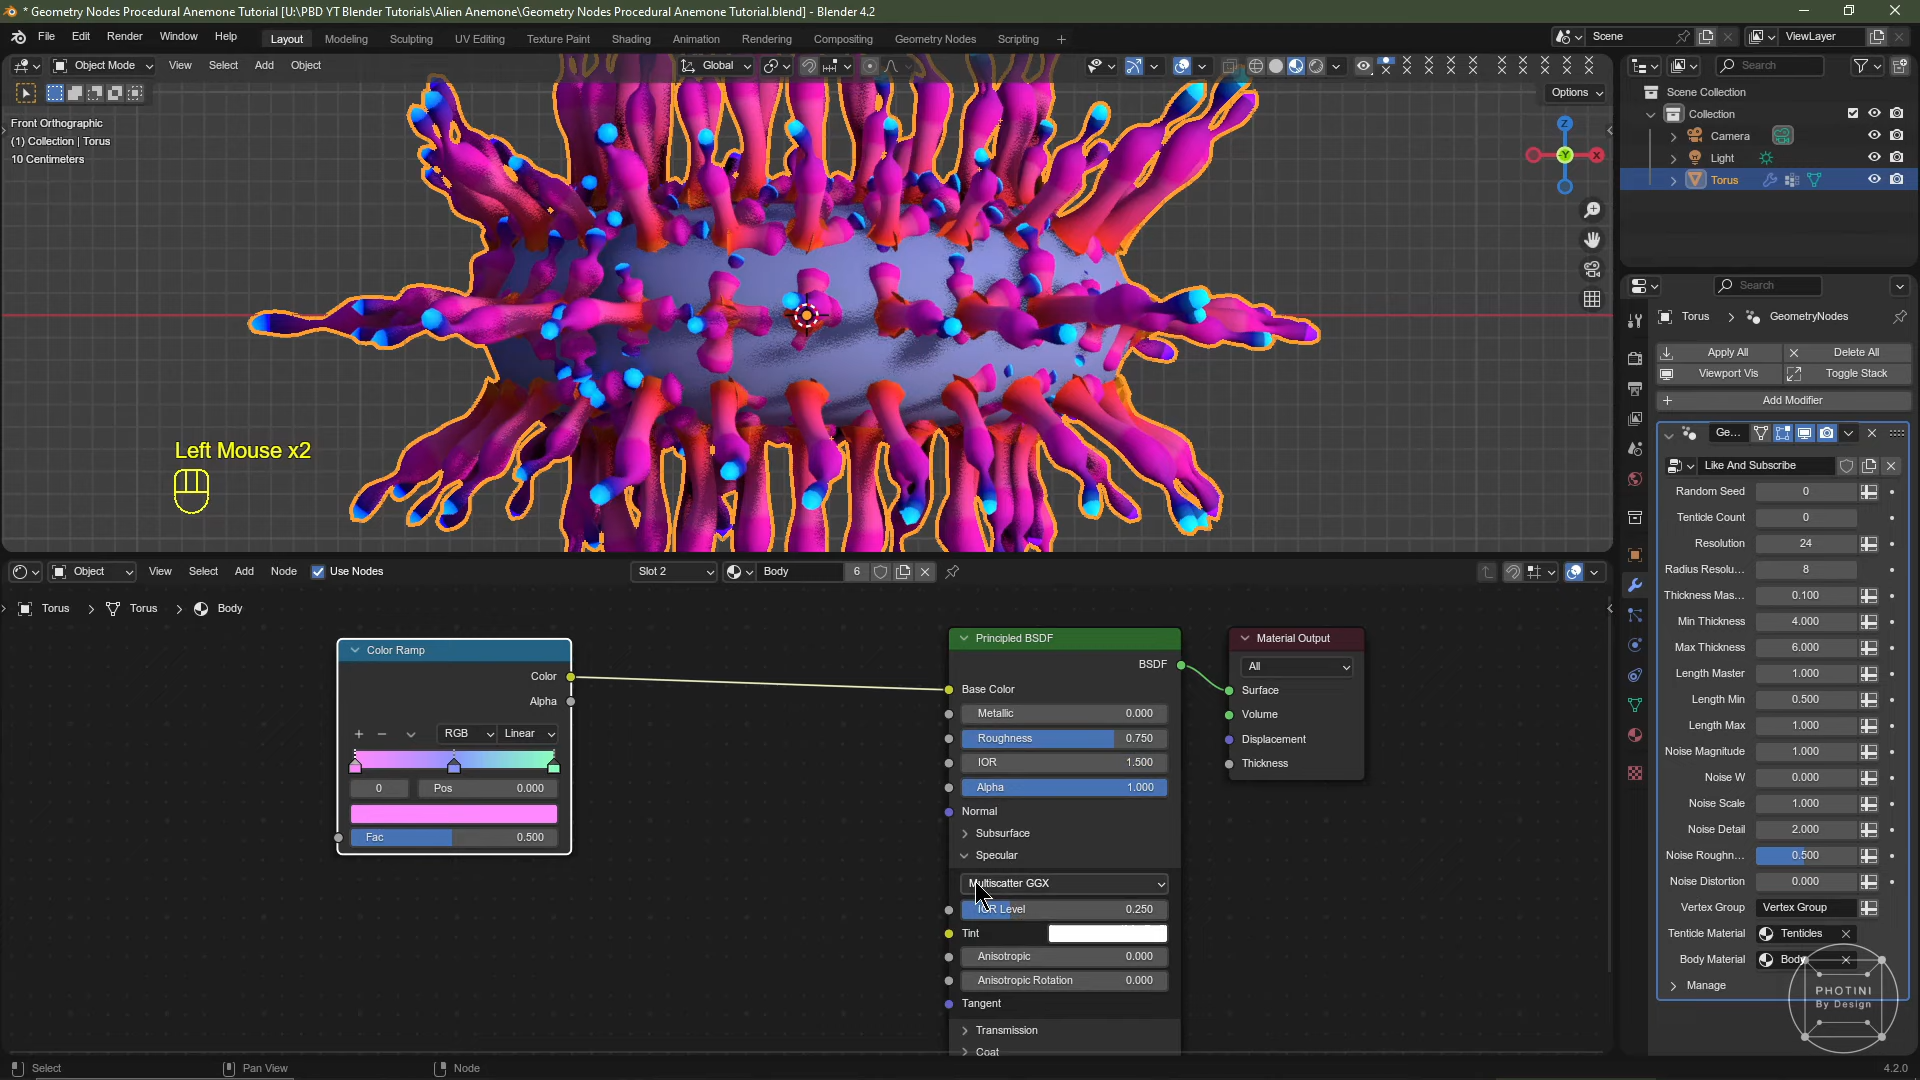 * Geometry Nodes Procedural Anemone Tutorial [U:\PBD YT Blender Tutorials\Alien Anemone\Geometry Nodes Procedural Anemone Tutorial.blend] - Blender 4.2
File Edit Render Window Help
Layout Modeling Sculpting UV Editing Texture Paint Shading Animation Rendering Compositing Geometry Nodes Scripting +
Scene
ViewLayer
Object Mode View Select Add Object
Global
Options
Front Orthographic
(1) Collection | Torus
10 Centimeters
Z
Y
X
Left Mouse x2
Search
Scene Collection
Collection
Camera
Light
Torus
Search
Torus GeometryNodes
Apply All Delete All
Viewport Vis Toggle Stack
Add Modifier
Ge...
Like And Subscribe
Random Seed 0
Tenticle Count 0
Resolution 24
Radius Resolu... 8
Thickness Mas... 0.100
Min Thickness 4.000
Max Thickness 6.000
Length Master 1.000
Length Min 0.500
Length Max 1.000
Noise Magnitude 1.000
Noise W 0.000
Noise Scale 1.000
Noise Detail 2.000
Noise Roughn... 0.500
Noise Distortion 0.000
Vertex Group Vertex Group
Tenticle Material Tenticles
Body Material Body
Manage
PHOTINI
By Design
Object View Select Add Node Use Nodes
Slot 2 Body 6
Torus Torus Body
Color Ramp
Color
Alpha
RGB Linear
0 Pos 0.000
Fac 0.500
Principled BSDF
BSDF
Base Color
Metallic 0.000
Roughness 0.750
IOR 1.500
Alpha 1.000
Normal
Subsurface
Specular
Multiscatter GGX
IOR Level 0.250
Tint
Anisotropic 0.000
Anisotropic Rotation 0.000
Tangent
Transmission
Coat
Material Output
All
Surface
Volume
Displacement
Thickness
Select Pan View Node
4.2.0